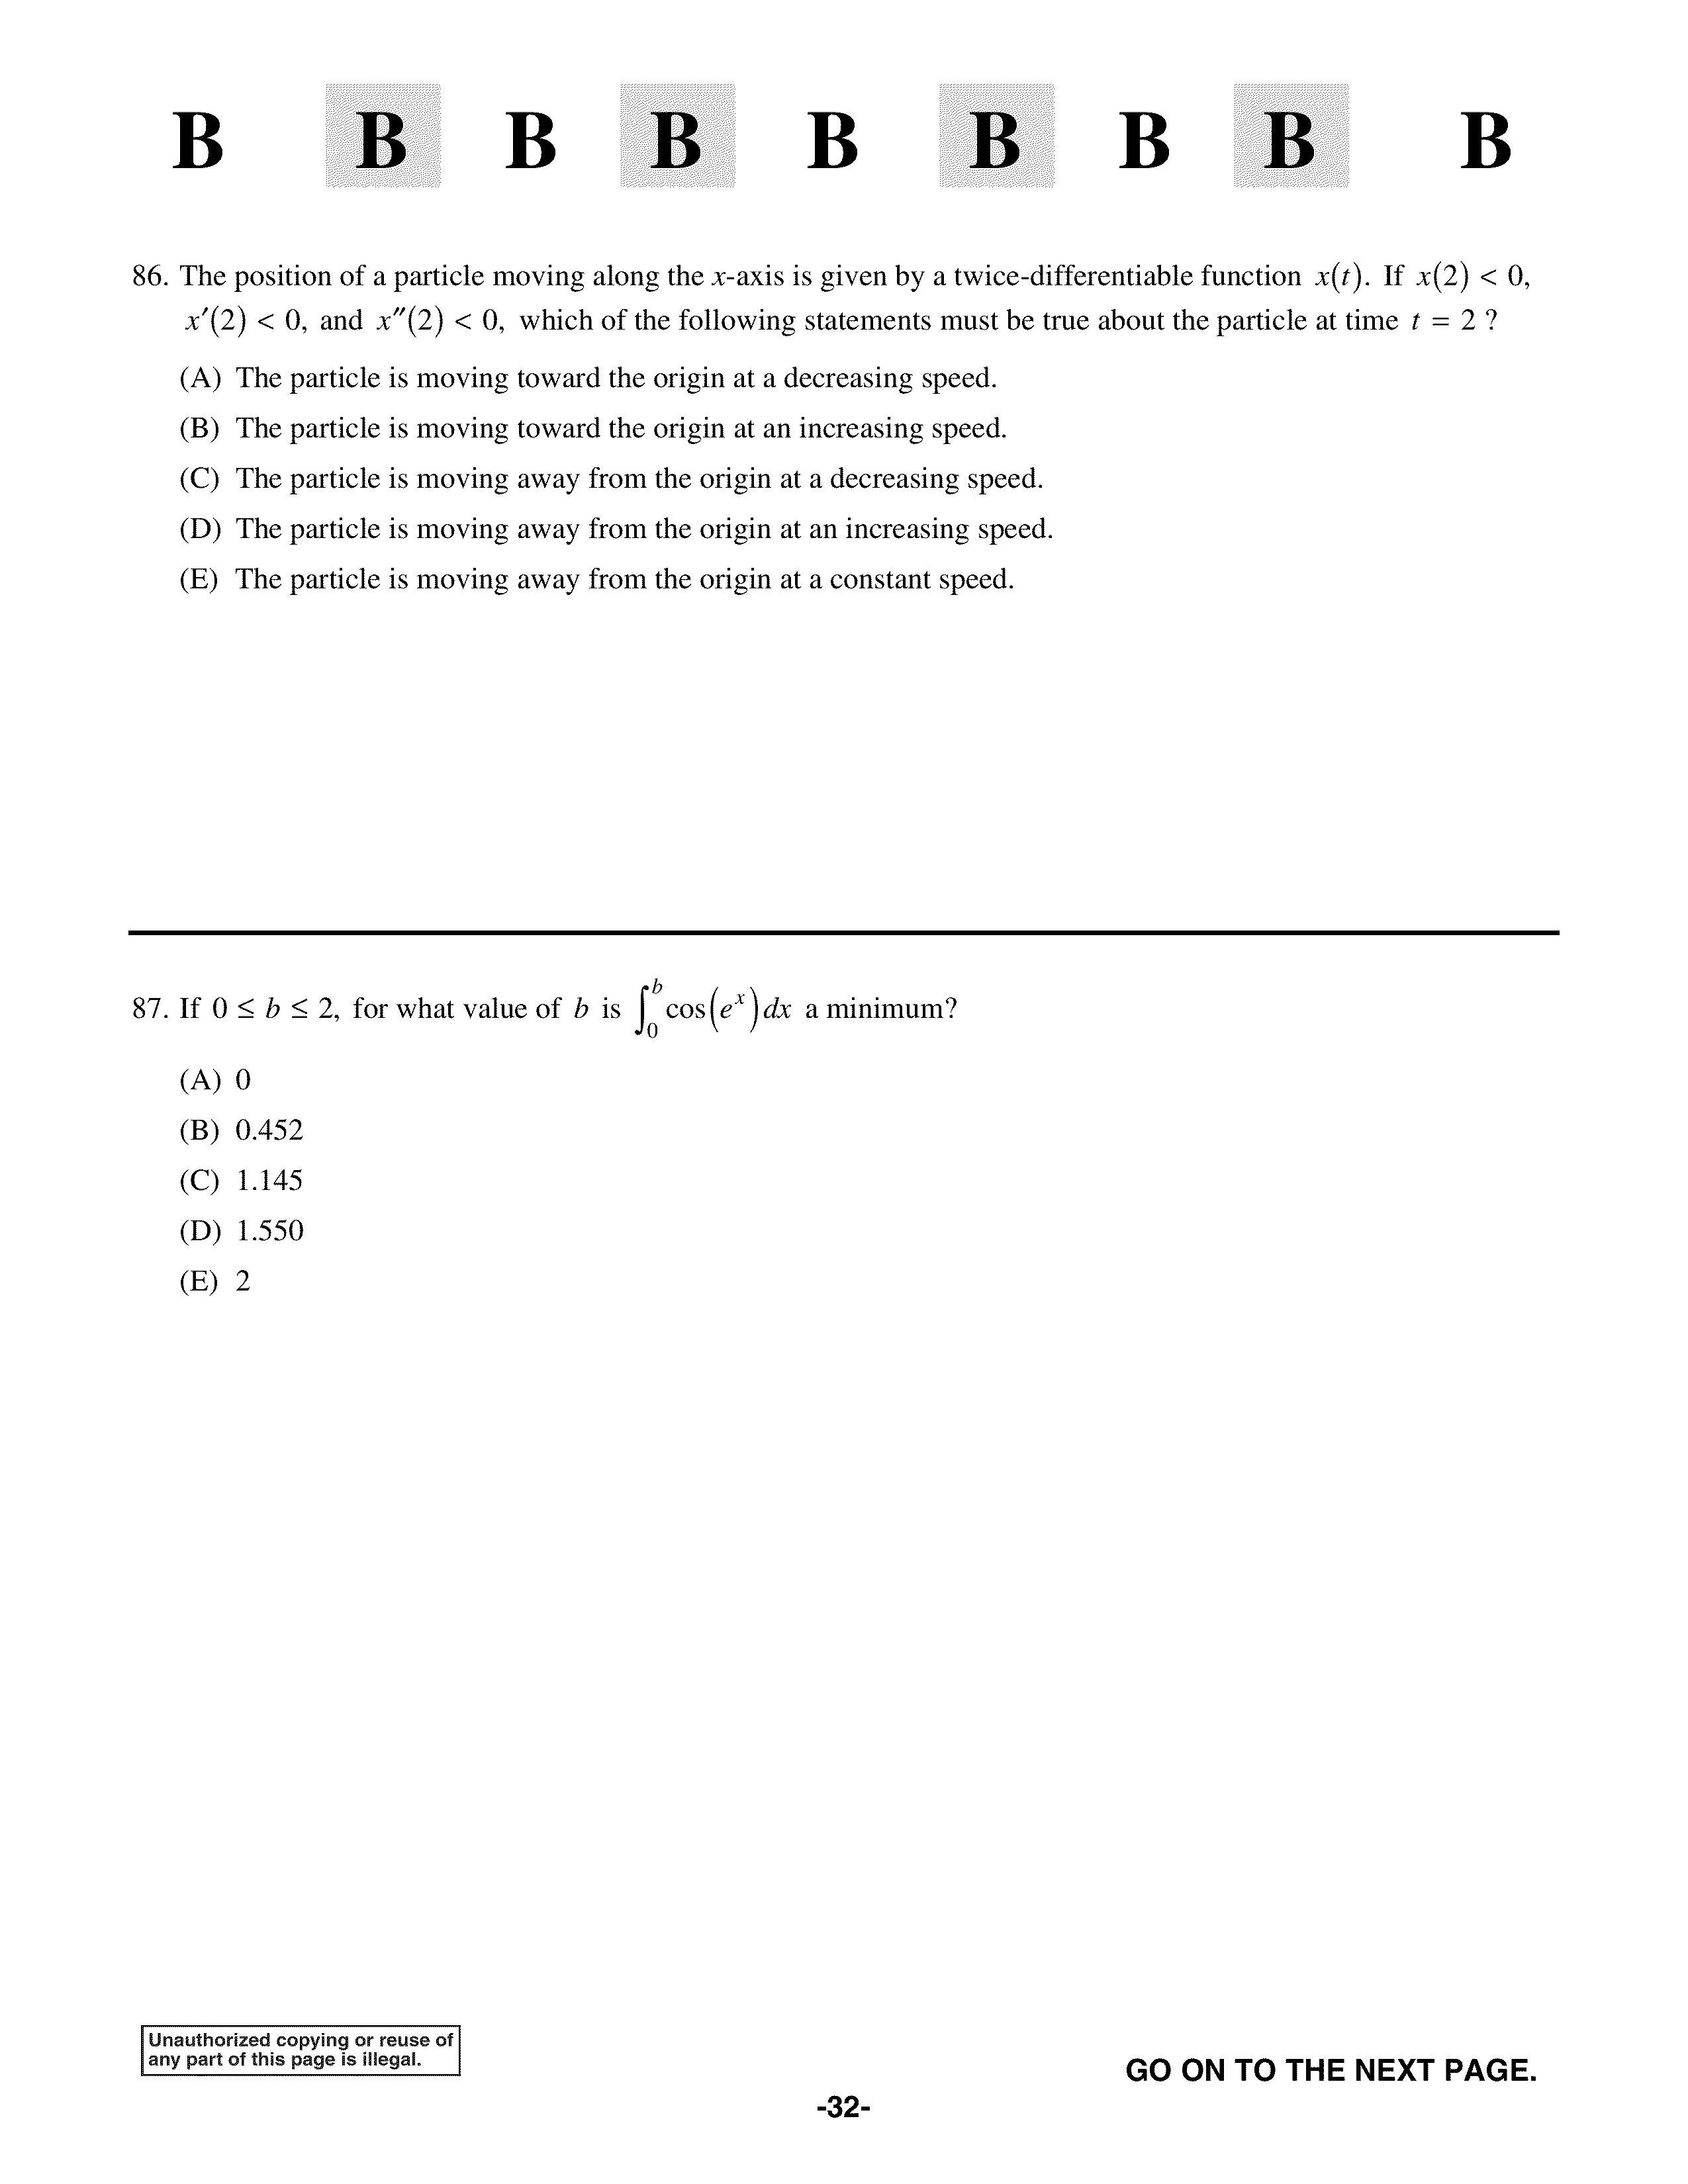 B B B B B B B B B
86. The position of a particle moving along the x-axis is given by a twice-differentiable function x(t). If x(2) < 0,
x′(2) < 0, and x″(2) < 0, which of the following statements must be true about the particle at time t = 2 ?
(A) The particle is moving toward the origin at a decreasing speed.
(B) The particle is moving toward the origin at an increasing speed.
(C) The particle is moving away from the origin at a decreasing speed.
(D) The particle is moving away from the origin at an increasing speed.
(E) The particle is moving away from the origin at a constant speed.
87. If 0 ≤ b ≤ 2, for what value of b is ∫₀ᵇ cos(eˣ) dx a minimum?
(A) 0
(B) 0.452
(C) 1.145
(D) 1.550
(E) 2
Unauthorized copying or reuse of
any part of this page is illegal.
GO ON TO THE NEXT PAGE.
-32-